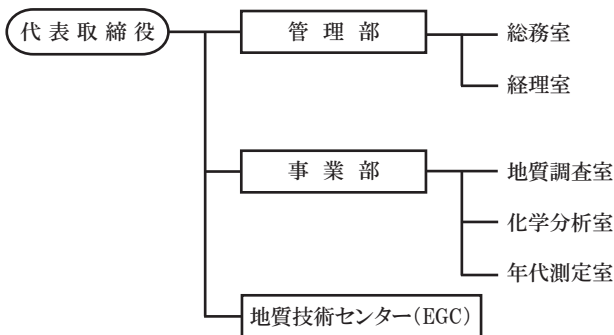 代表取締役
管理部
総務室
経理室
事業部
地質調査室
化学分析室
年代測定室
地質技術センター(EGC)